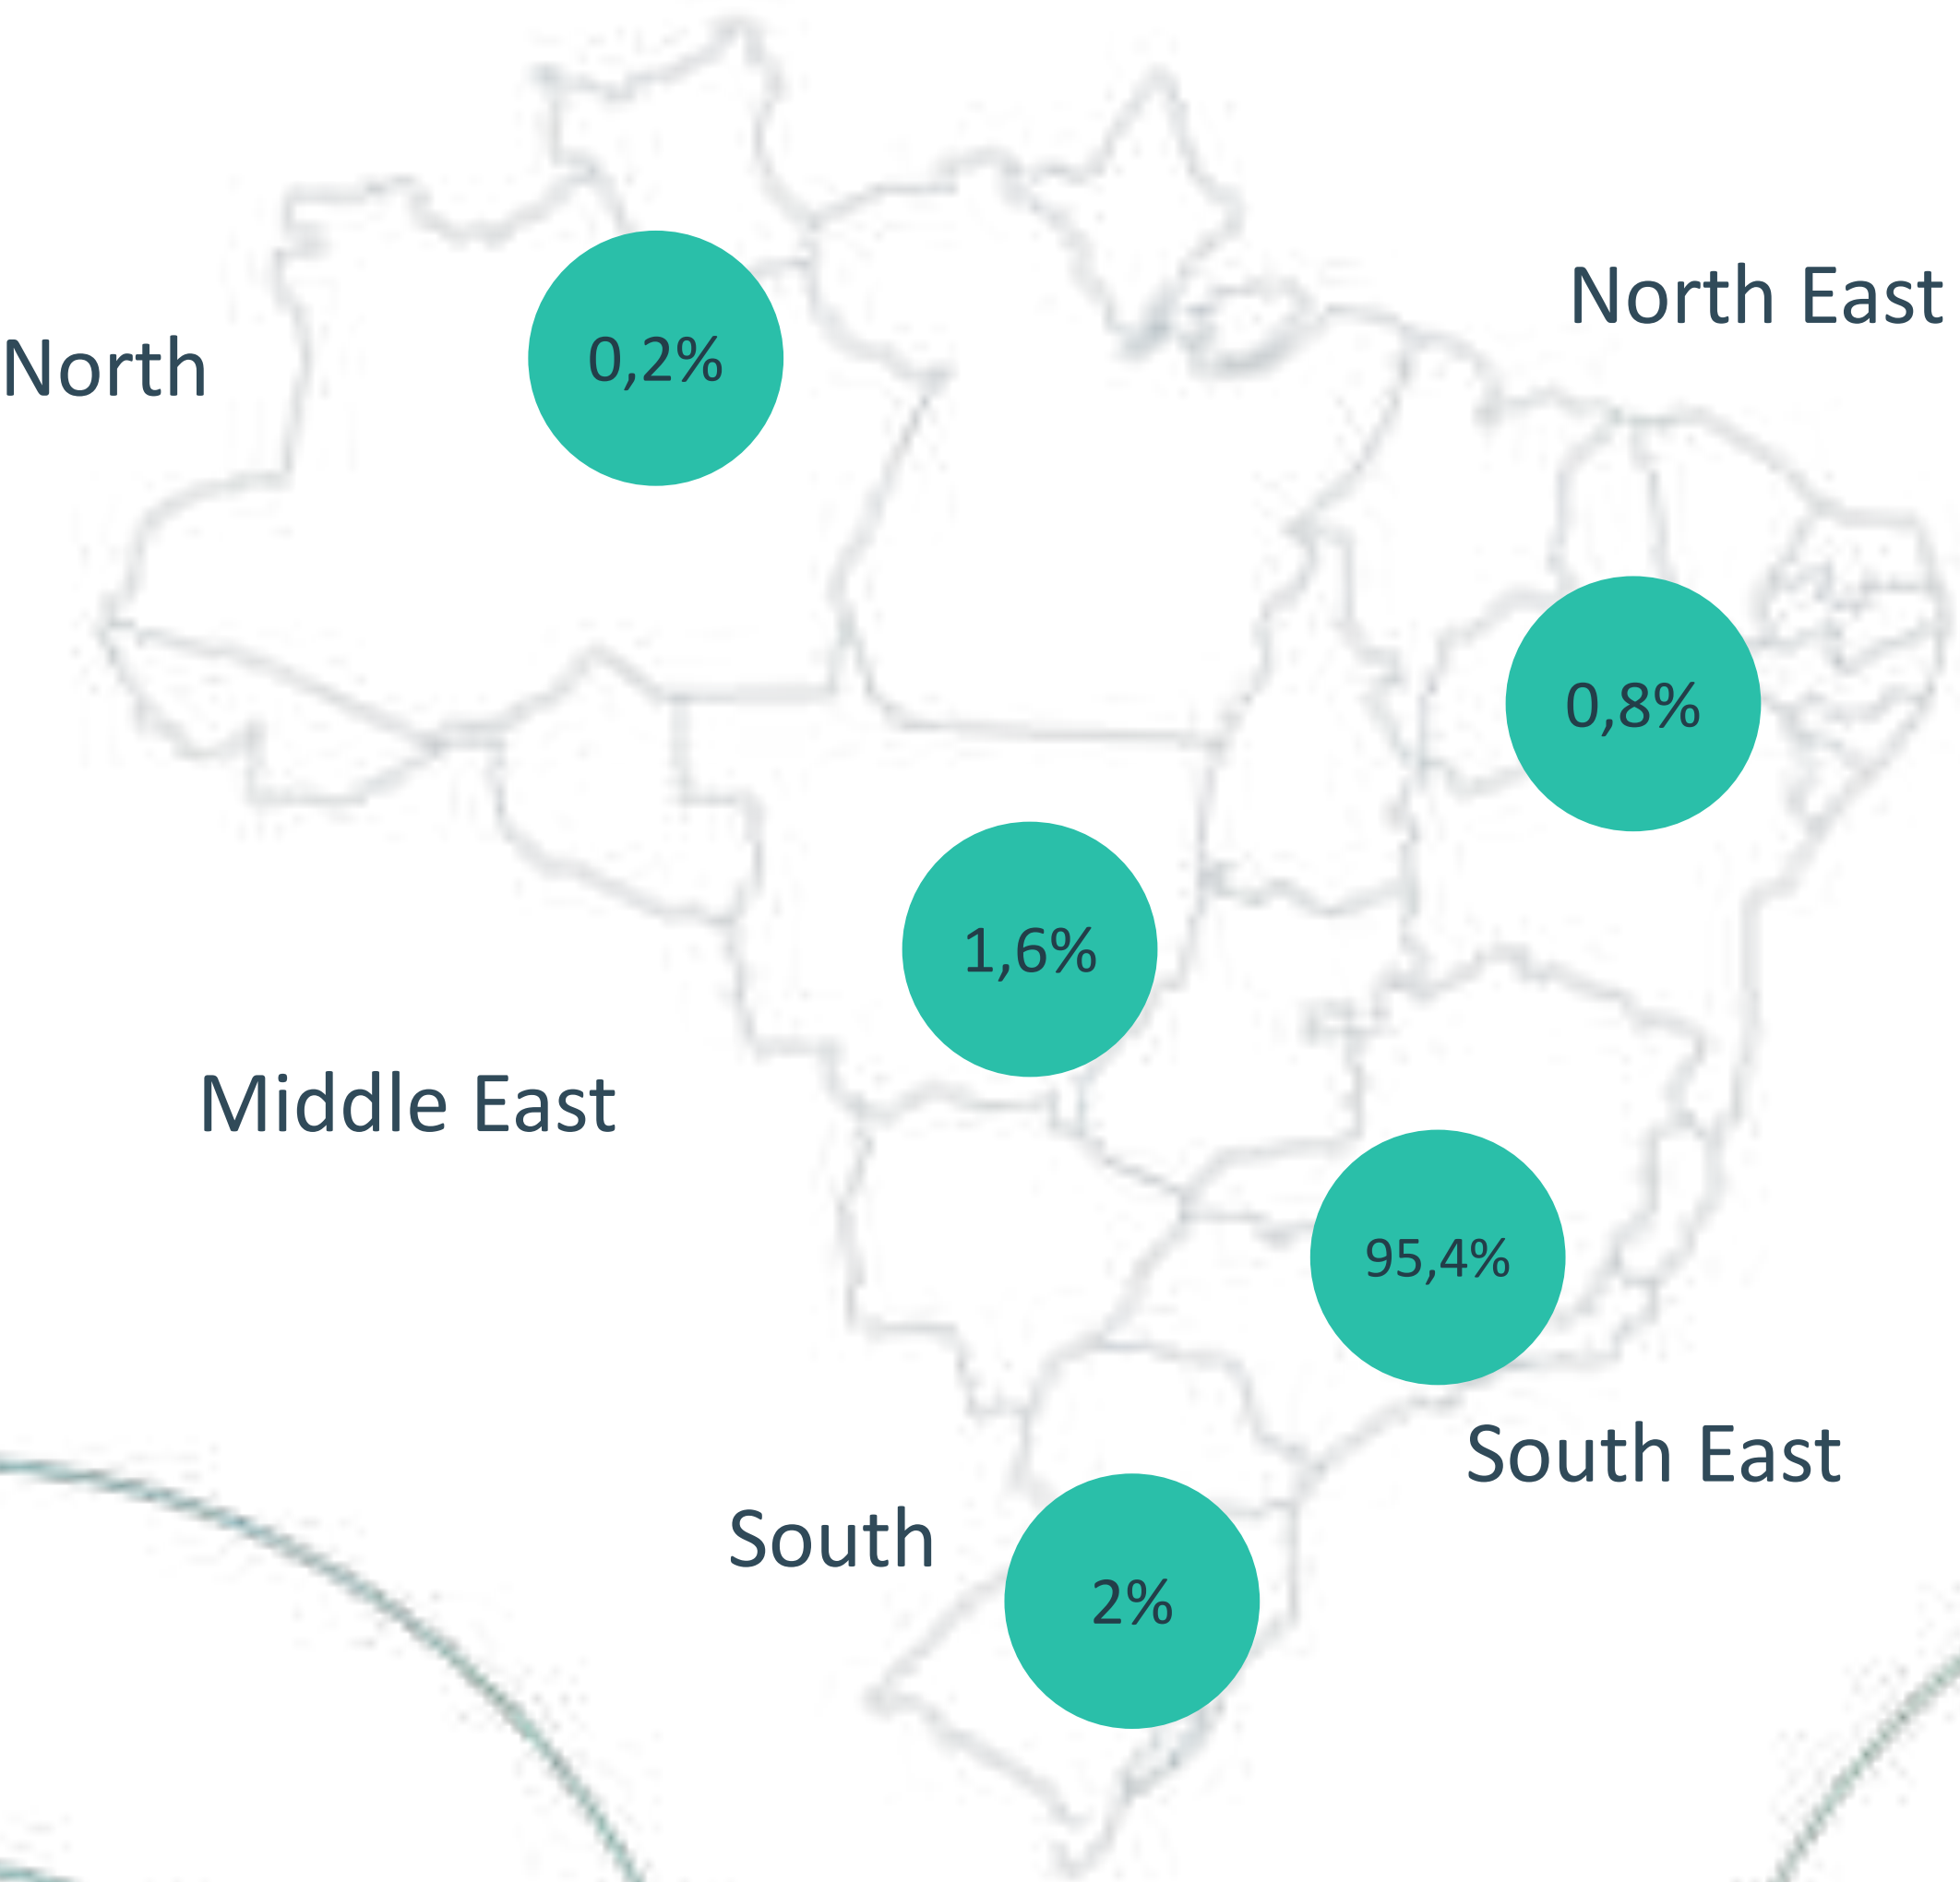 North East
North
0,2%
0,8%
1,6%
Middle East
95,4%
South East
South
2%